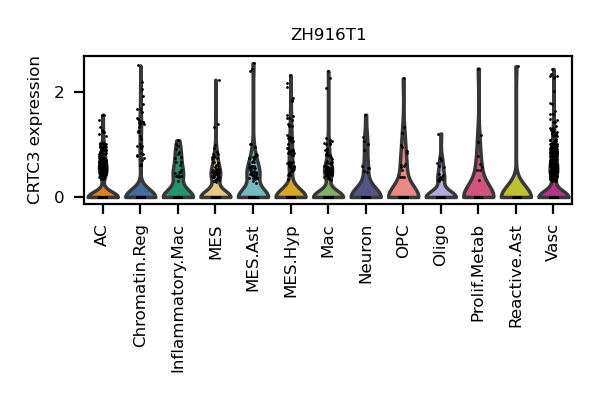 ZH916T1
CRTC3 expression
2
0
AC
Chromatin.Reg
Inflammatory.Mac
MES
MES.Ast
MES.Hyp
Mac
Neuron
OPC
Oligo
Prolif.Metab
Reactive.Ast
Vasc